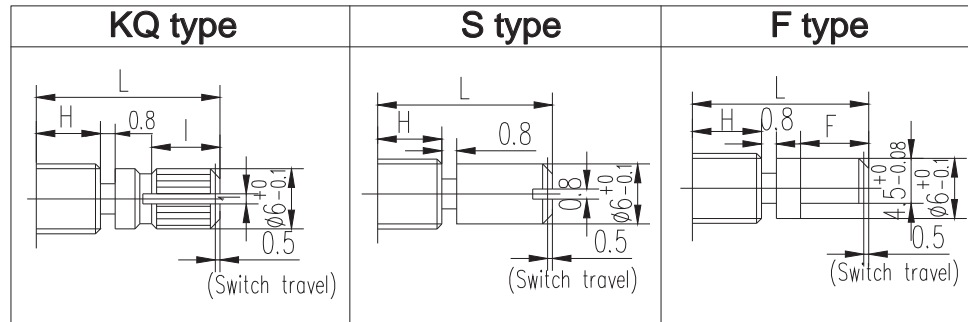 KQ type
L
H
0.8
I
ø6+0-0.1
0.5
(Switch travel)
S type
L
H
0.8
0.8
ø6+0-0.1
0.5
(Switch travel)
F type
L
H
0.8
F
4.5+0-0.08
ø6+0-0.1
0.5
(Switch travel)